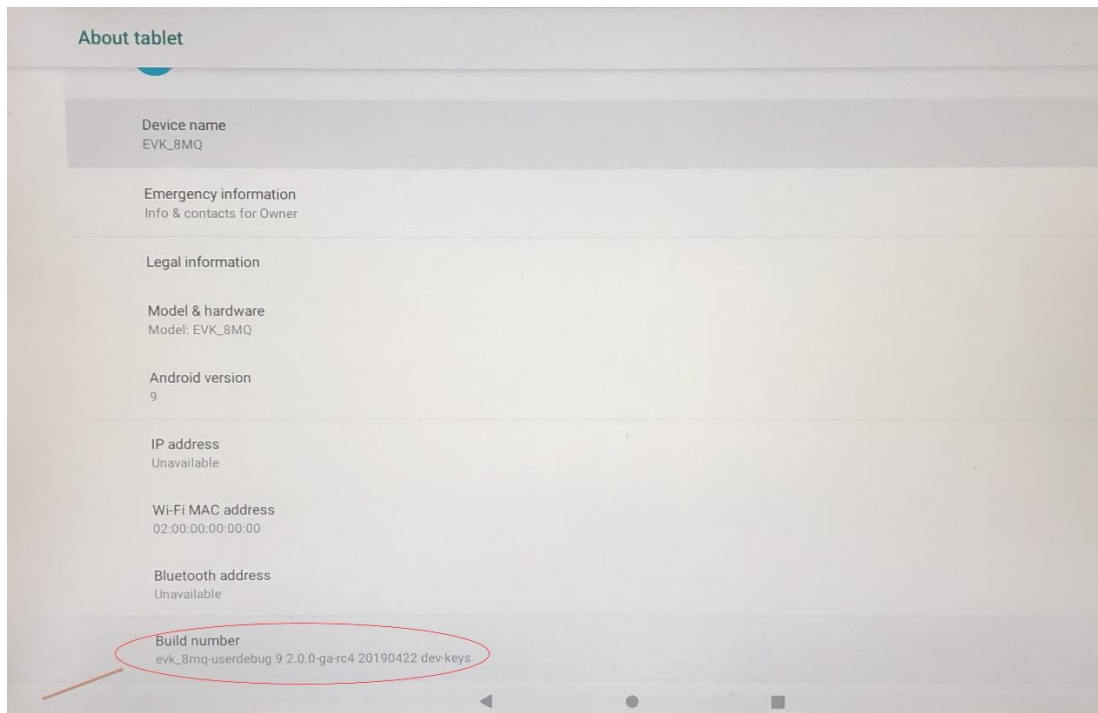 About tablet
Device name
EVK_8MQ
Emergency information
Info & contacts for Owner
Legal information
Model & hardware
Model: EVK_8MQ
Android version
9
IP address
Unavailable
Wi-Fi MAC address
02:00:00:00:00:00
Bluetooth address
Unavailable
Build number
evk_8mq-userdebug 9 2.0.0-ga-rc4 20190422 dev-keys